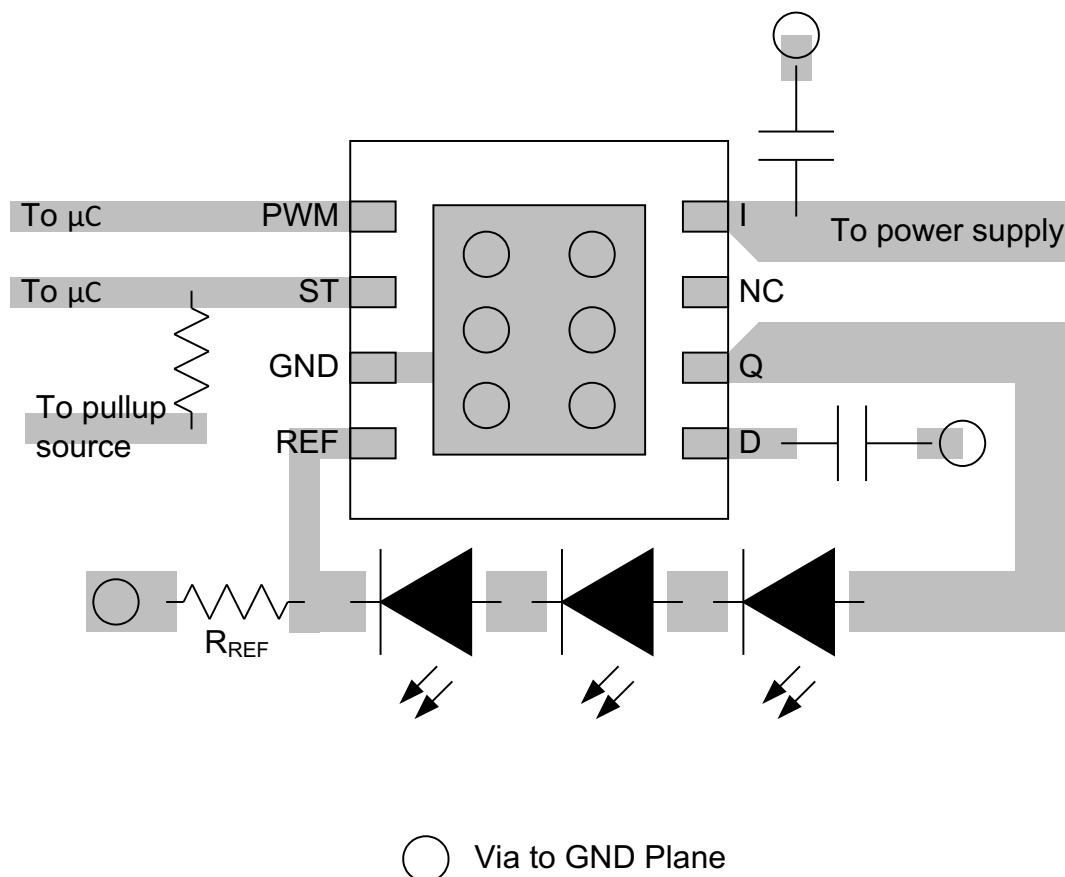 To µC
PWM
I
To power supply
To µC
ST
NC
GND
Q
To pullup
source
REF
D
RREF
Via to GND Plane